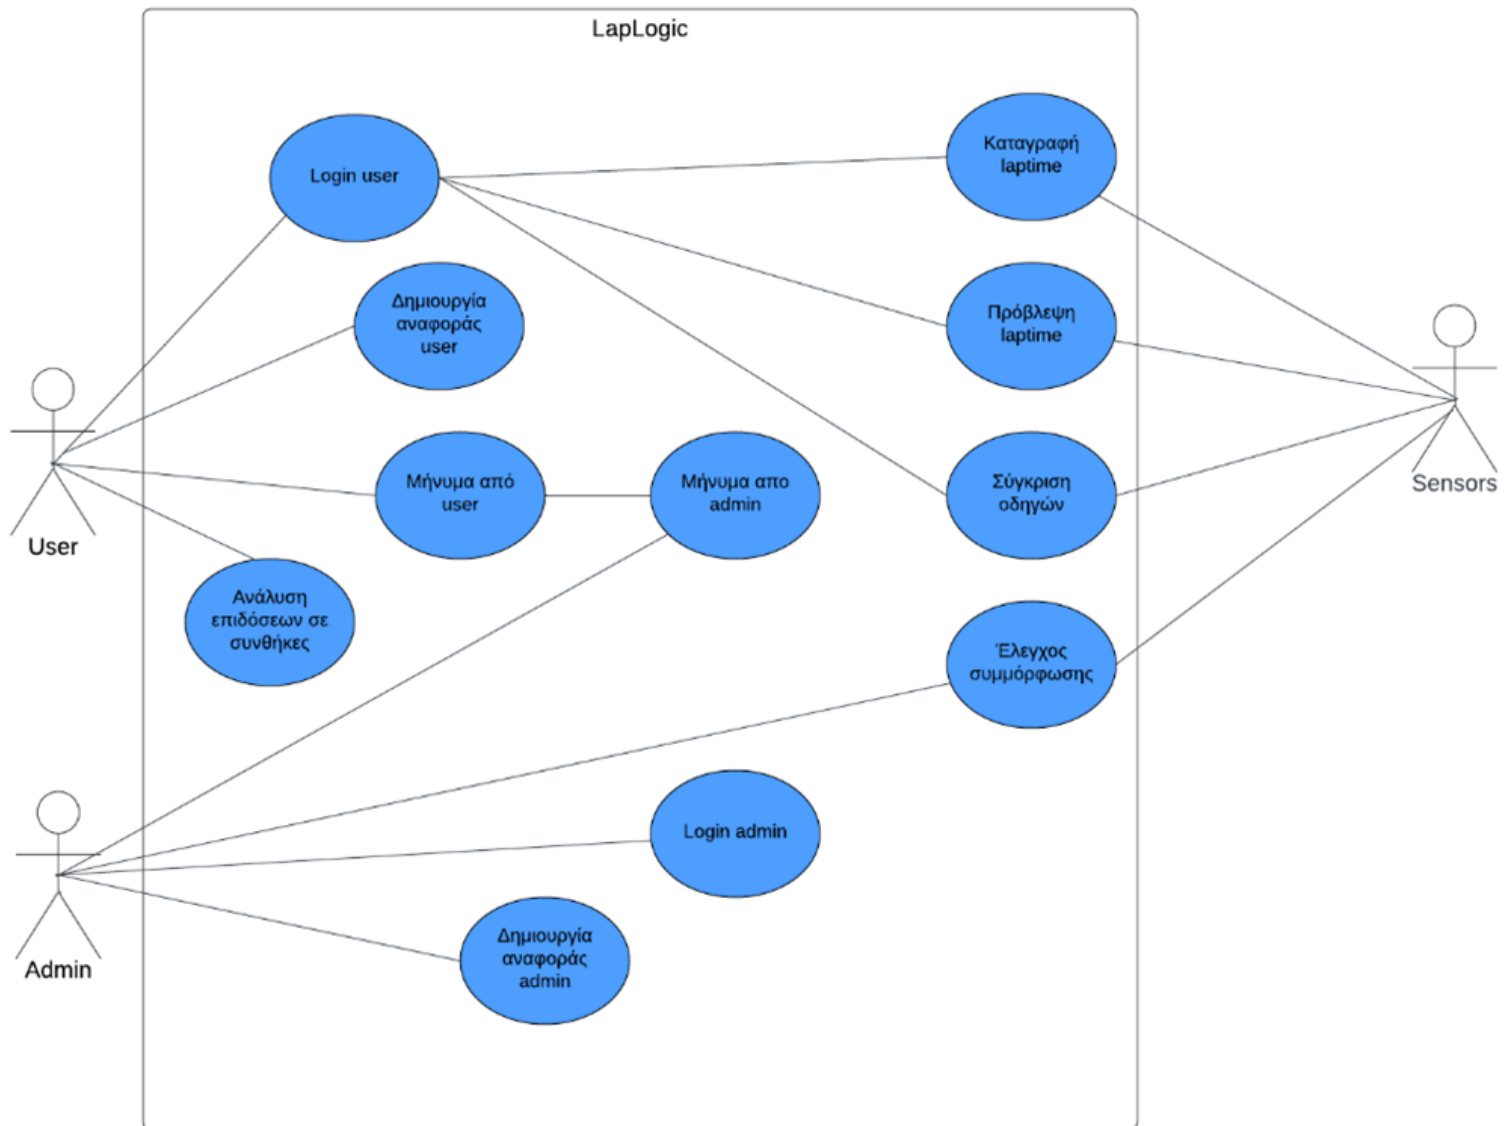 LapLogic
Login user
Καταγραφή
laptime
Δημιουργία
αναφοράς
user
Πρόβλεψη
laptime
Μήνυμα από
user
Μήνυμα απο
admin
Σύγκριση
οδηγών
Sensors
User
Ανάλυση
επιδόσεων σε
συνθήκες
Έλεγχος
συμμόρφωσης
Login admin
Δημιουργία
αναφοράς
admin
Admin